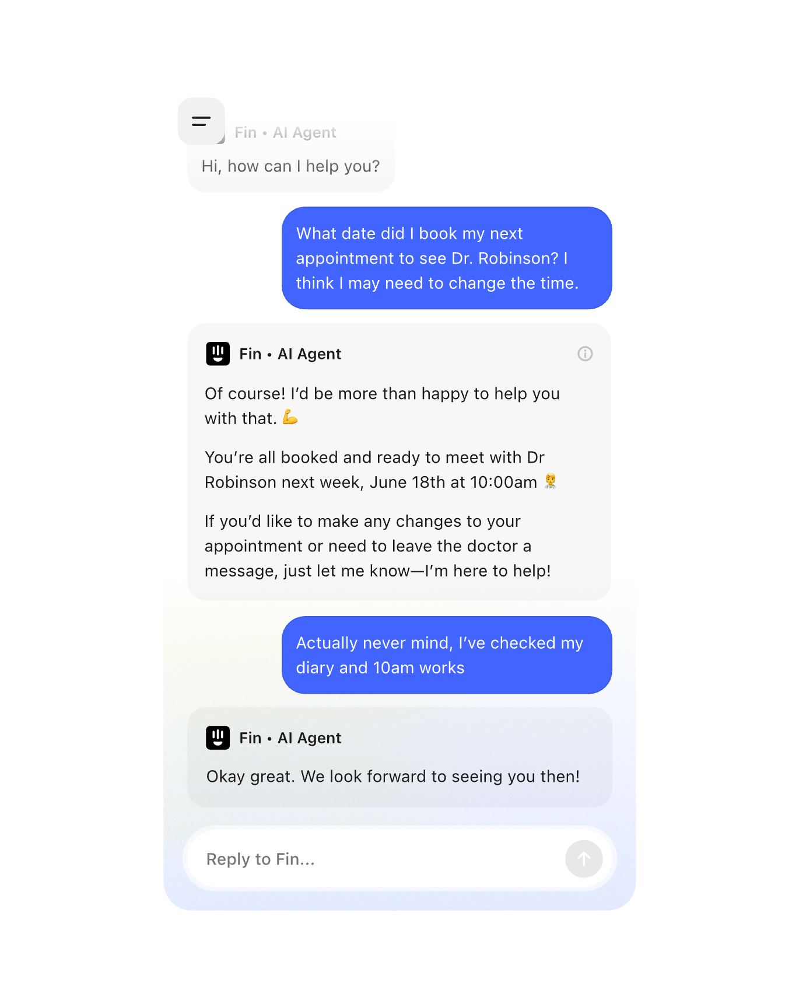 Fin • AI Agent
Hi, how can I help you?
What date did I book my next
appointment to see Dr. Robinson? I
think I may need to change the time.
Fin • AI Agent
Of course! I’d be more than happy to help you
with that. 💪
You’re all booked and ready to meet with Dr
Robinson next week, June 18th at 10:00am 👨‍⚕️
If you’d like to make any changes to your
appointment or need to leave the doctor a
message, just let me know—I’m here to help!
Actually never mind, I’ve checked my
diary and 10am works
Fin • AI Agent
Okay great. We look forward to seeing you then!
Reply to Fin...